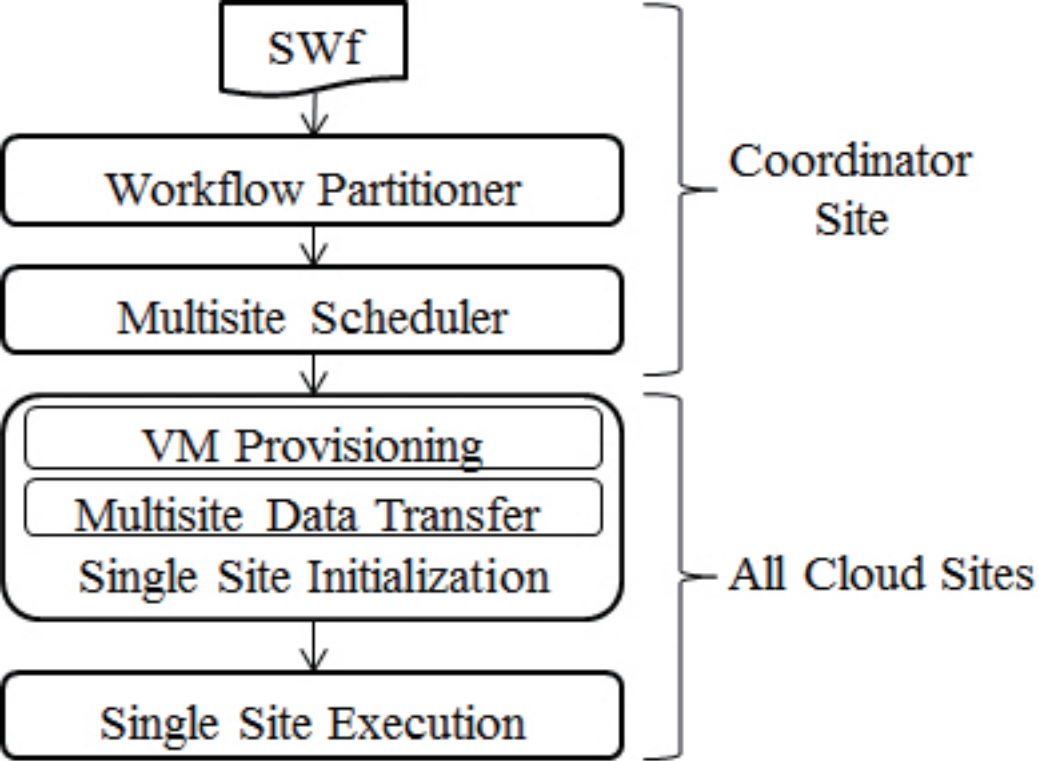 SWf
Workflow Partitioner
Multisite Scheduler
Coordinator
Site
VM Provisioning
Multisite Data Transfer
Single Site Initialization
Single Site Execution
All Cloud Sites